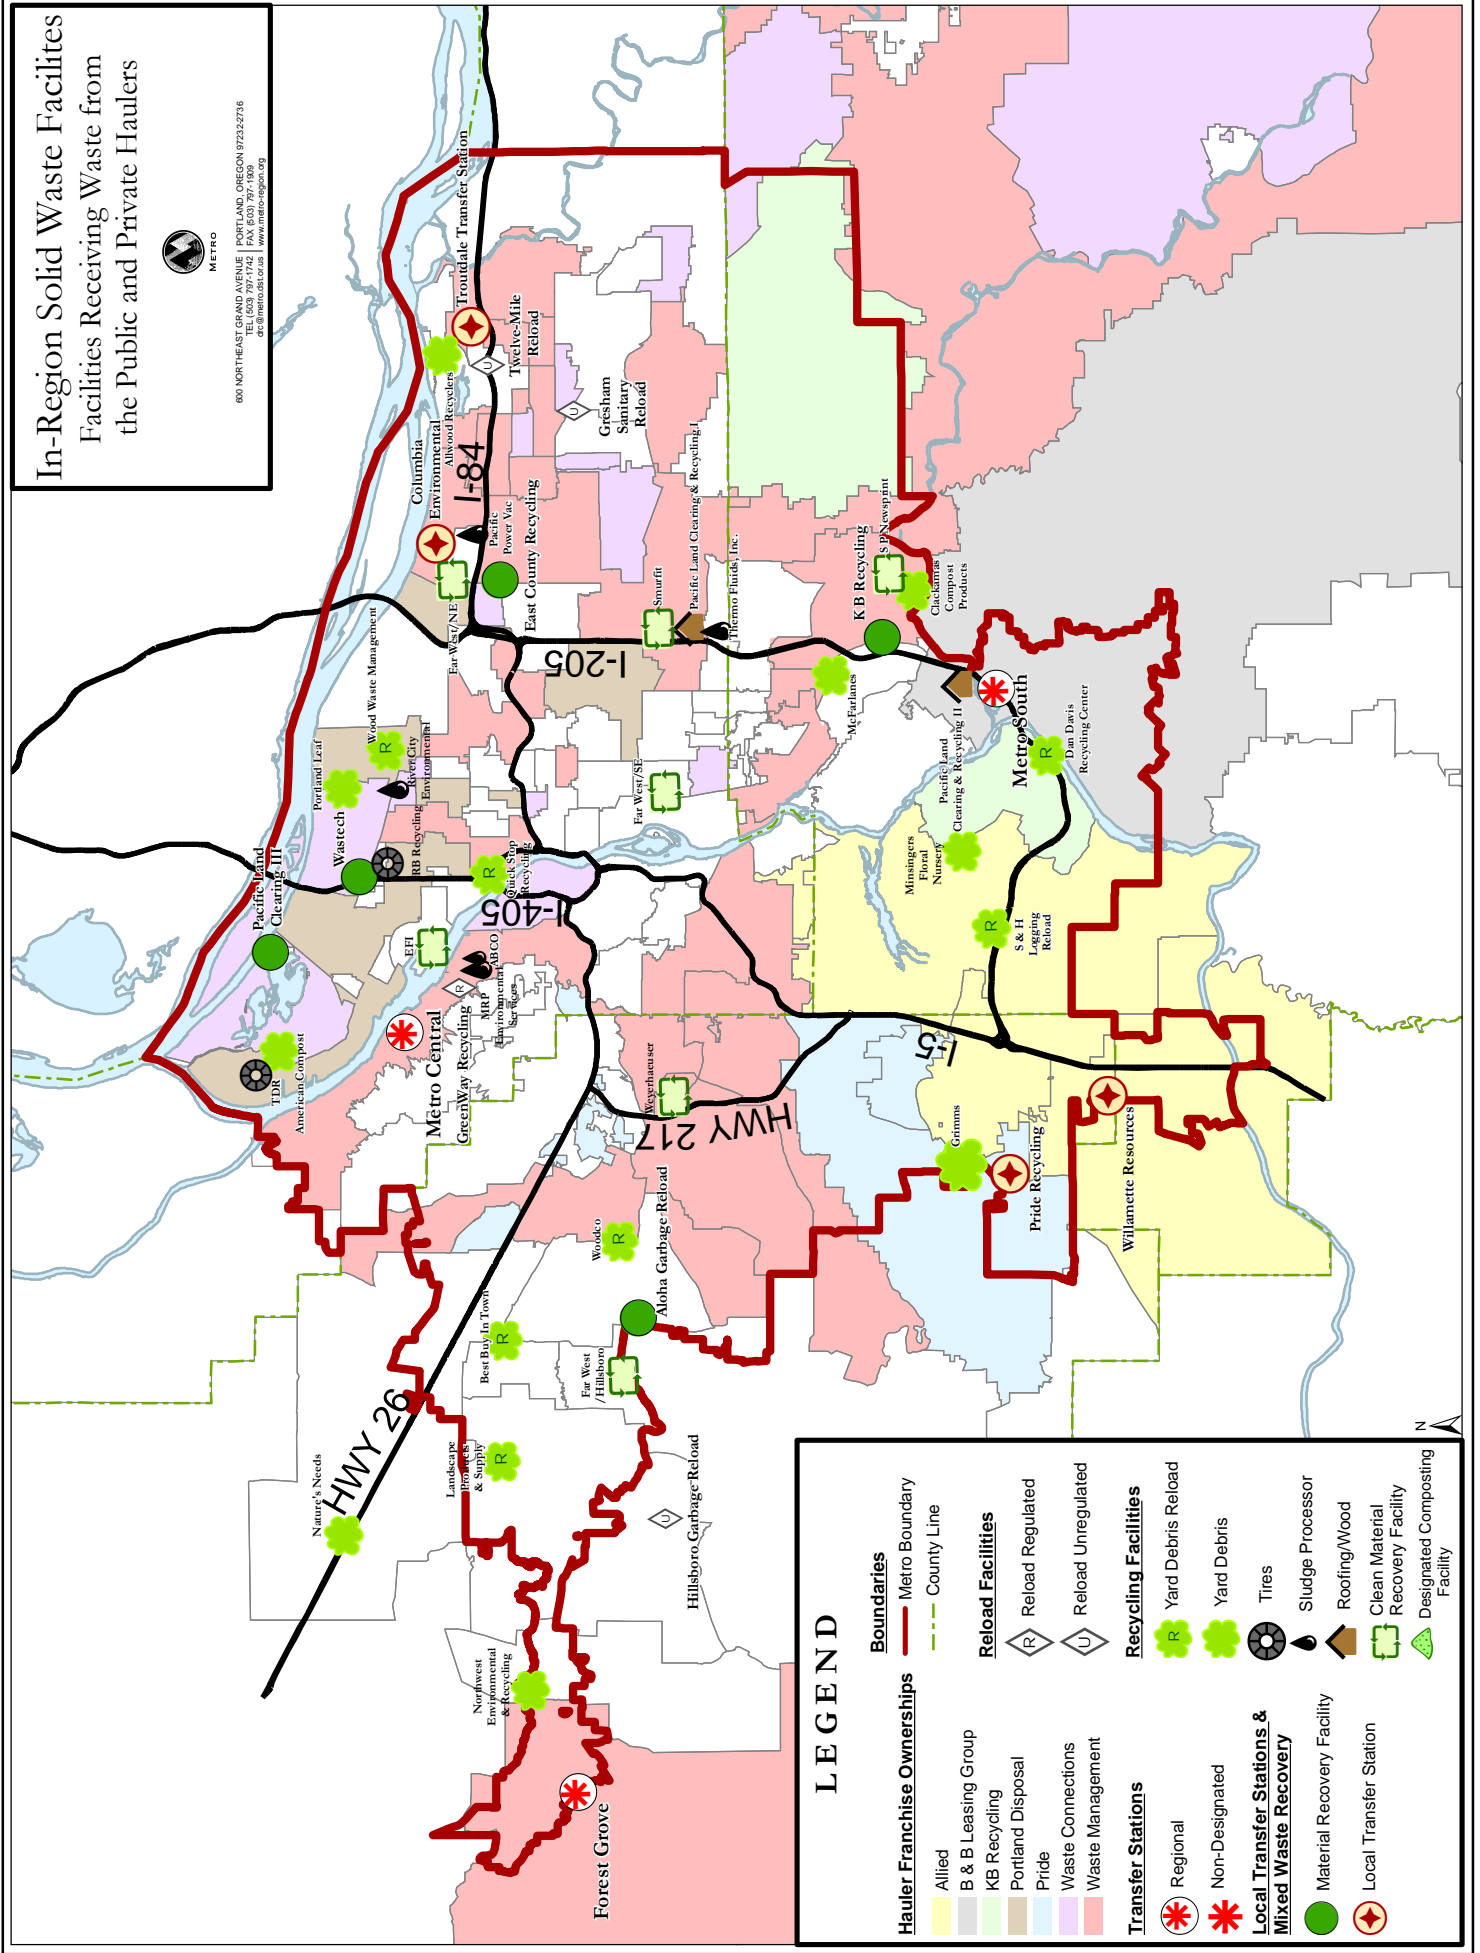 In-Region Solid Waste Facilites
Facilities Receiving Waste from
the Public and Private Haulers
METRO
600 NORTHEAST GRAND AVENUE | PORTLAND, OREGON 97232-2736
TEL (503) 797-1742 | FAX (503) 797-1909
drc@metro.dst.or.us | www.metro-region.org
Nature's Needs
HWY 26
Landscape
Products
& Supply
R
Best Buy In Town
R
Northwest
Environmental
& Recycling
Forest Grove
Hillsboro Garbage Reload
U
Far West
/Hillsboro
Aloha Garbage Reload
Woodco
R
TDR
American Compost
Metro Central
GreenWay Recycling
R
MRP
Environmental
Services
ABCO
EFI
Weyerhaeuser
HWY 217
Grimms
Pride Recycling
Willamette Resources
I-5
Pacific Land
Clearing III
Wastech
RB Recycling
Portland Leaf
Wood Waste Management
R
River City
Environmental
Quick Stop
Recycling
R
I-405
Far West/NE
Columbia
Environmental
Allwood Recyclers
I-84
Pacific
Power Vac
East County Recycling
I-205
Troutdale Transfer Station
U
Twelve-Mile
Reload
U
Gresham
Sanitary
Reload
Smurfit
Pacific Land Clearing & Recycling I
Thermo Fluids, Inc.
Far West/SE
McFarlanes
KB Recycling
S P Newsprint
Clackamas
Compost
Products
Pacific Land
Clearing & Recycling II
Metro South
R
Dan Davis
Recycling Center
Minsingers
Floral
Nursery
R
S & H
Logging
Reload
N
LEGEND
Hauler Franchise Ownerships
Allied
B & B Leasing Group
KB Recycling
Portland Disposal
Pride
Waste Connections
Waste Management
Transfer Stations
Regional
Non-Designated
Local Transfer Stations &
Mixed Waste Recovery
Material Recovery Facility
Local Transfer Station
Boundaries
Metro Boundary
County Line
Reload Facilities
R Reload Regulated
U Reload Unregulated
Recycling Facilities
R Yard Debris Reload
Yard Debris
Tires
Sludge Processor
Roofing/Wood
Clean Material
Recovery Facility
Designated Composting
Facility